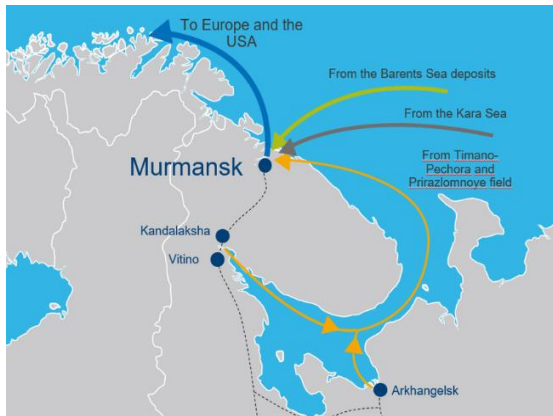 To Europe and the
USA
From the Barents Sea deposits
From the Kara Sea
From Timano-
Pechora and
Prirazlomnoye field
Murmansk
Kandalaksha
Vitino
Arkhangelsk